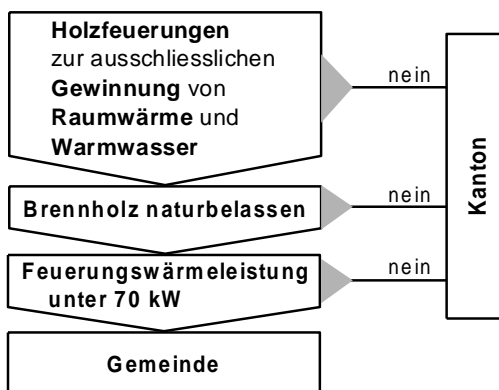 Holzfeuerungen
zur ausschliesslichen
Gewinnung von
Raumwärme und
Warmwasser
nein
Kanton
Brennholz naturbelassen
nein
Feuerungswärmeleistung
unter 70 kW
nein
Gemeinde